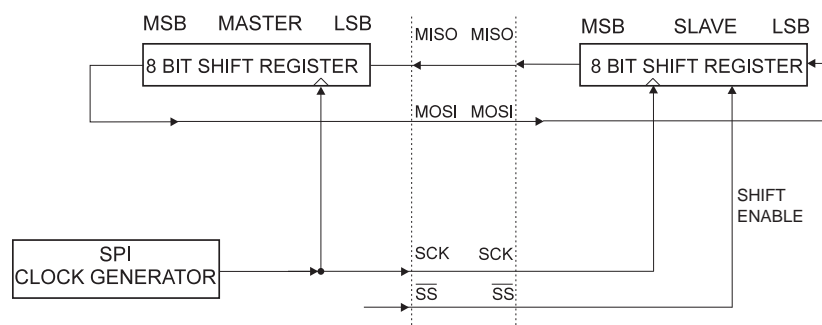 MSB MASTER LSB
MISO MISO
MSB SLAVE LSB
8 BIT SHIFT REGISTER
8 BIT SHIFT REGISTER
MOSI MOSI
SHIFT
ENABLE
SPI
CLOCK GENERATOR
SCK SCK
SS SS